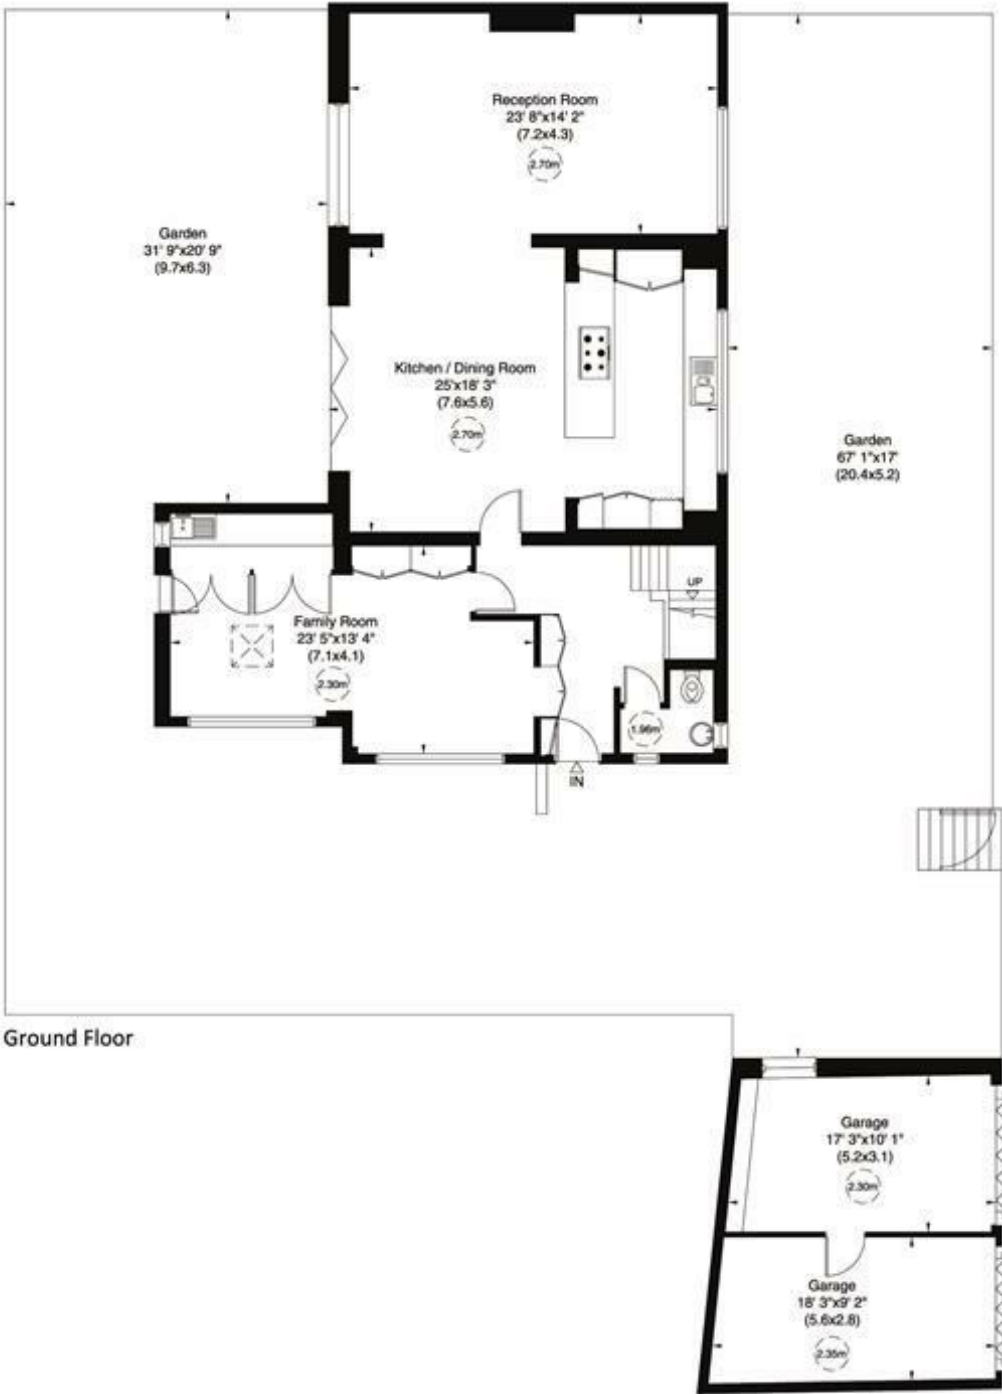 Reception Room
23' 8"x14' 2"
(7.2x4.3)
2.70m
Garden
31' 9"x20' 9"
(9.7x6.3)
Kitchen / Dining Room
25'x18' 3"
(7.6x5.6)
2.70m
Garden
67' 1"x17'
(20.4x5.2)
UP
Family Room
23' 5"x13' 4"
(7.1x4.1)
2.30m
1.96m
IN
Ground Floor
Garage
17' 3"x10' 1"
(5.2x3.1)
2.30m
Garage
18' 3"x9' 2"
(5.6x2.8)
2.35m